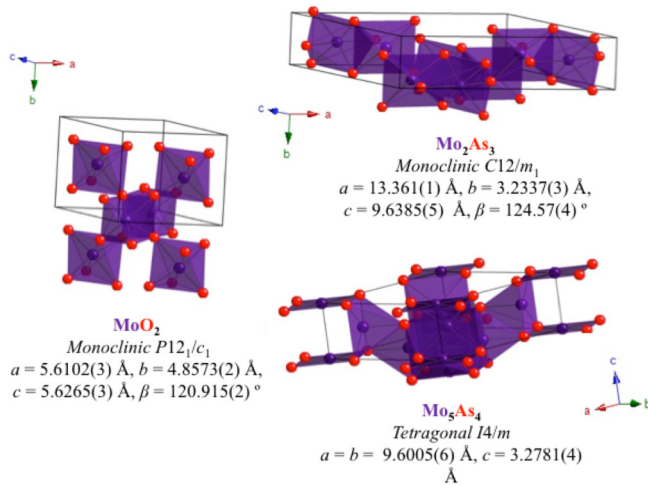 c
a
b
c
a
b
Mo₂As₃
Monoclinic C12/m₁
a = 13.361(1) Å, b = 3.2337(3) Å,
c = 9.6385(5) Å, β = 124.57(4) º
MoO₂
Monoclinic P12₁/c₁
a = 5.6102(3) Å, b = 4.8573(2) Å,
c = 5.6265(3) Å, β = 120.915(2) º
c
a
b
Mo₅As₄
Tetragonal I4/m
a = b = 9.6005(6) Å, c = 3.2781(4)
Å